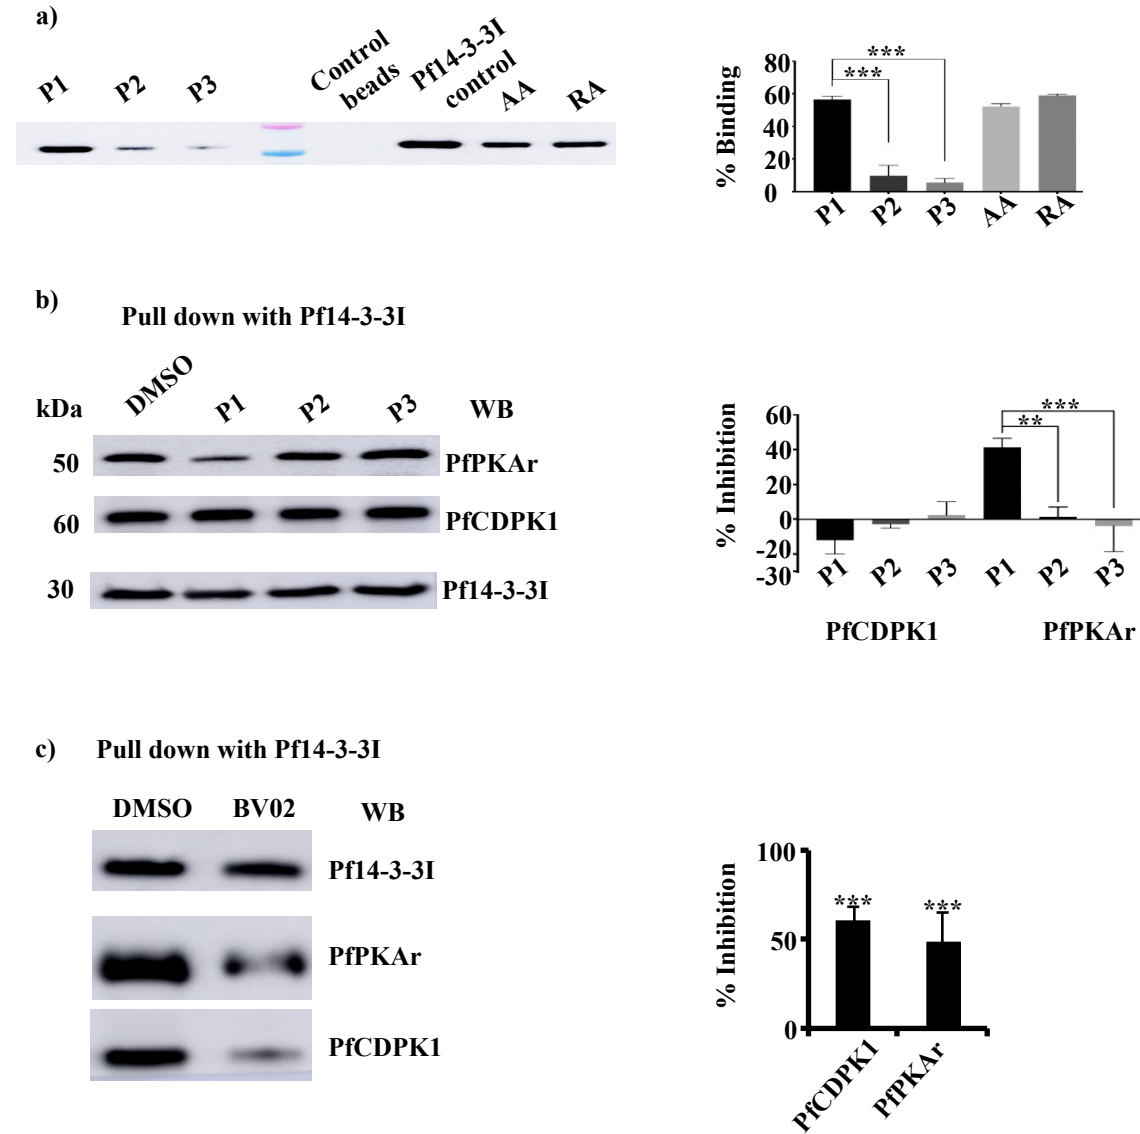 a)
P1 P2 P3 Control beads Pf14-3-3I control AA RA
% Binding
80
60
40
20
0
*** 
***
P1 P2 P3 AA RA
b)
Pull down with Pf14-3-3I
kDa DMSO P1 P2 P3 WB
50 PfPKAr
60 PfCDPK1
30 Pf14-3-3I
% Inhibition
60
40
20
0
-20
-30
***
**
P1 P2 P3 P1 P2 P3
PfCDPK1 PfPKAr
c) Pull down with Pf14-3-3I
DMSO BV02 WB
Pf14-3-3I
PfPKAr
PfCDPK1
% Inhibition
100
50
0
*** ***
PfCDPK1 PfPKAr